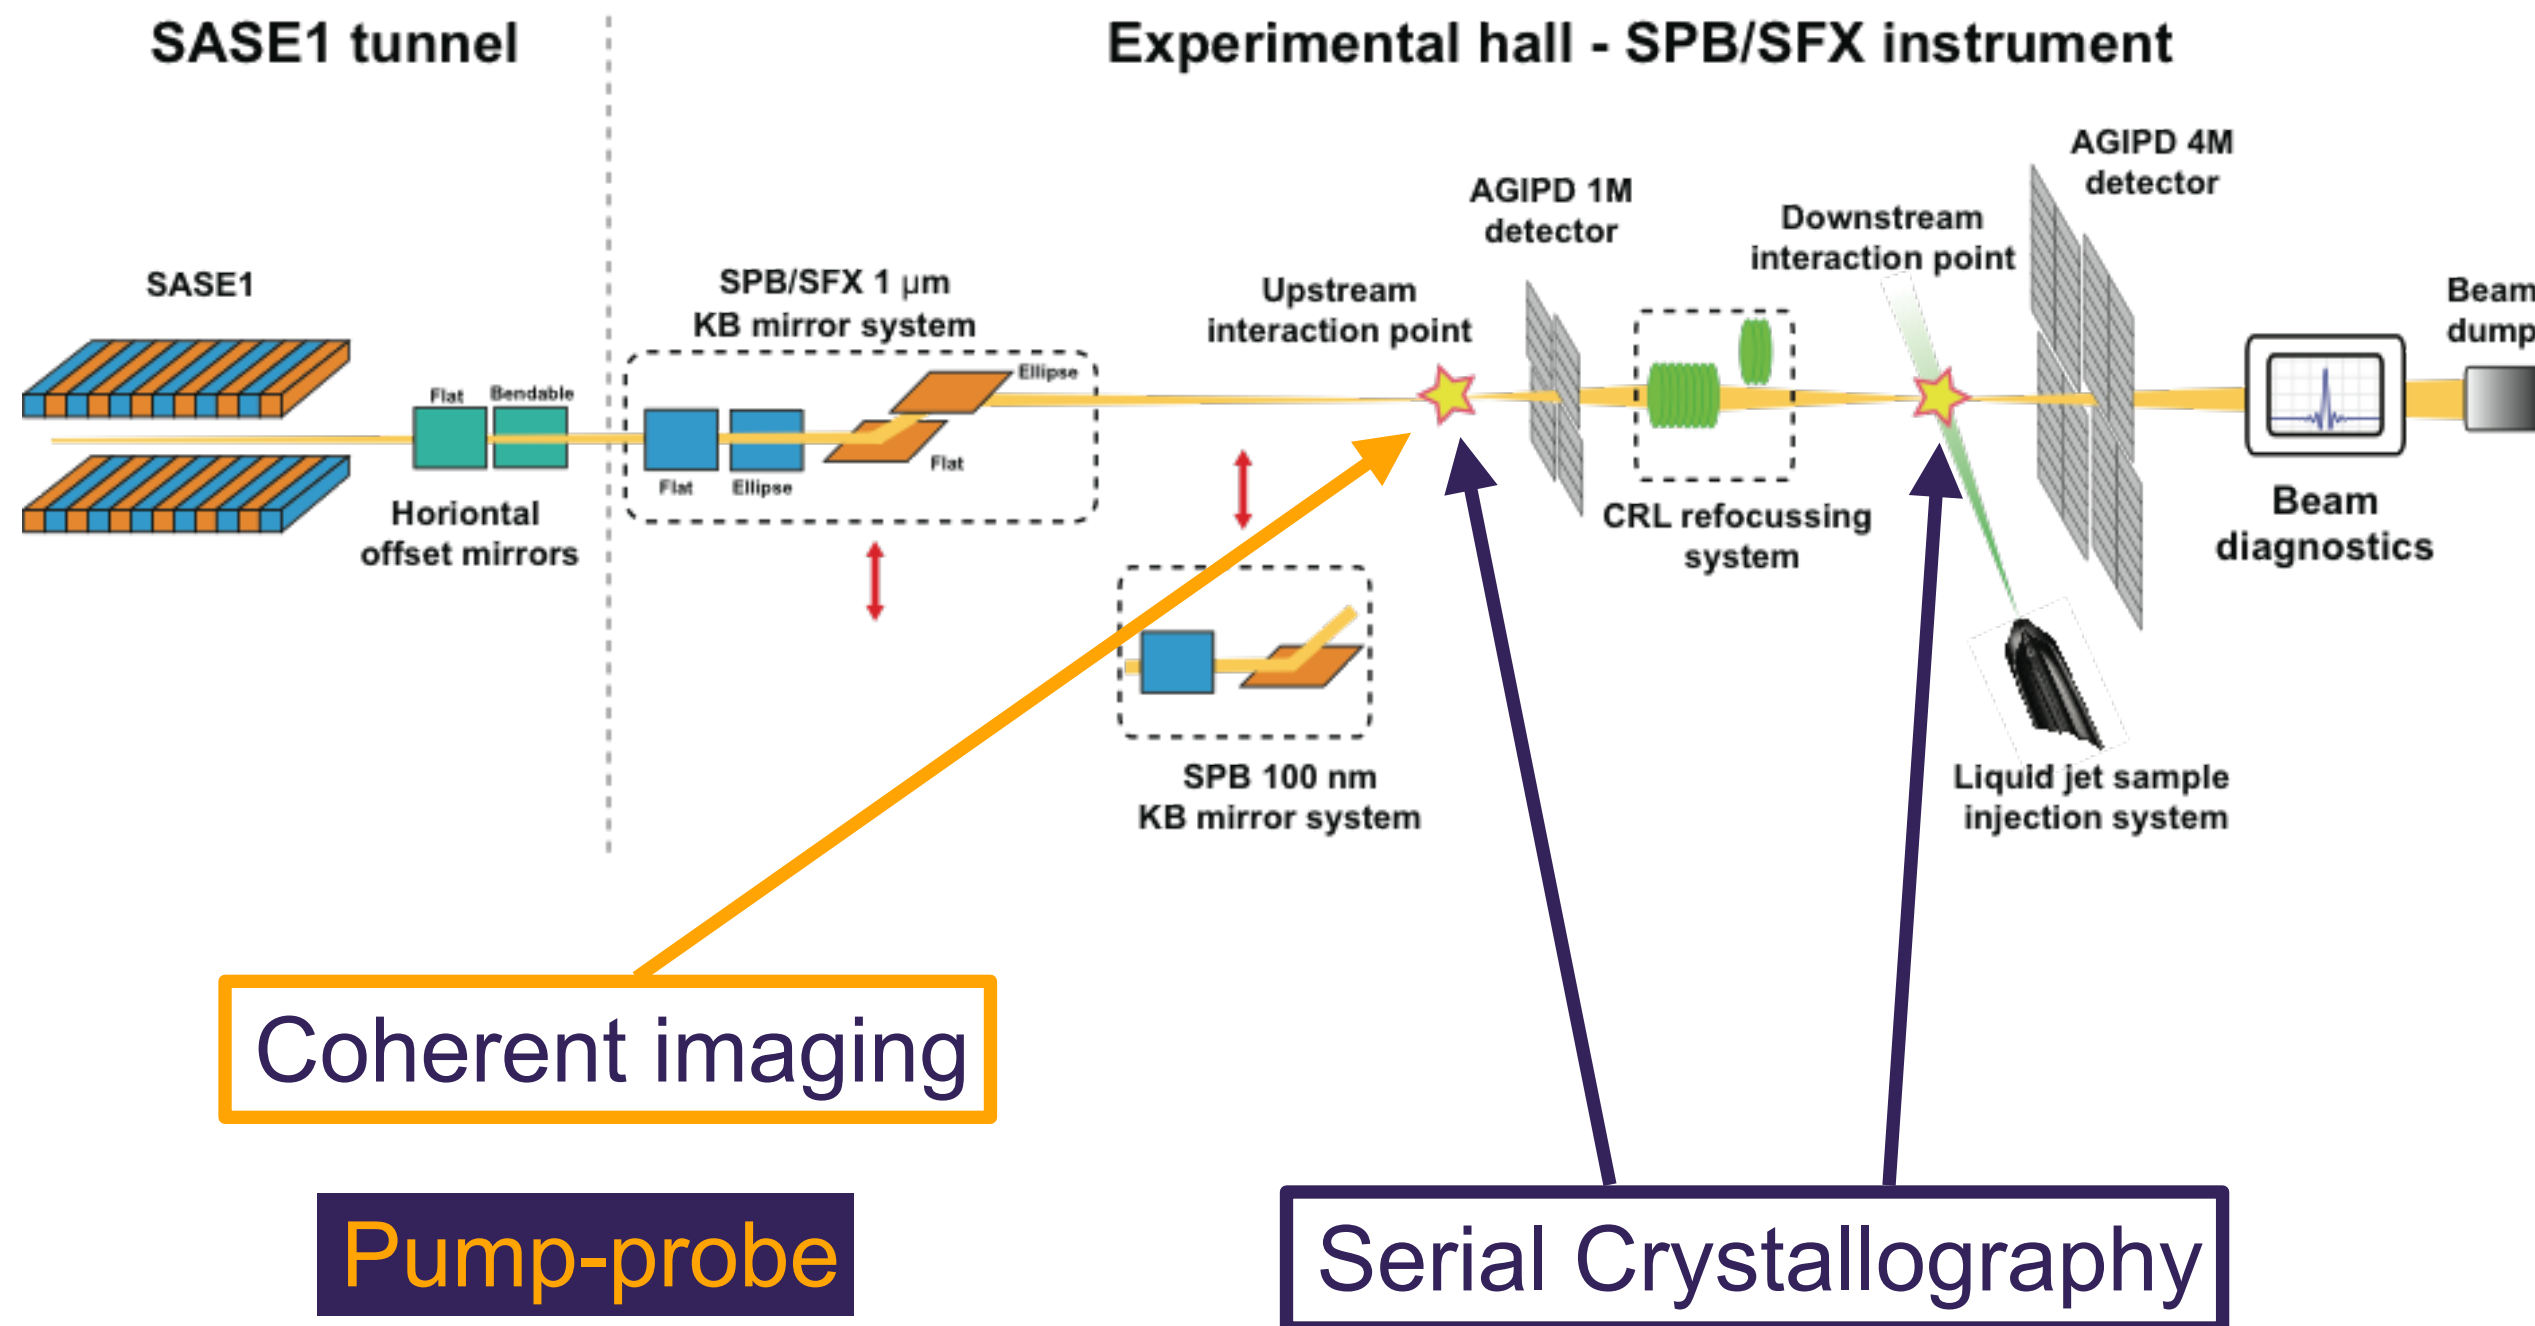 SASE1 tunnel
Experimental hall - SPB/SFX instrument
SASE1
Flat
Bendable
Horiontal
offset mirrors
SPB/SFX 1 µm
KB mirror system
Flat
Ellipse
Flat
Ellipse
Upstream
interaction point
SPB 100 nm
KB mirror system
AGIPD 1M
detector
CRL refocussing
system
Downstream
interaction point
AGIPD 4M
detector
Liquid jet sample
injection system
Beam
diagnostics
Beam
dump
Coherent imaging
Pump-probe
Serial Crystallography